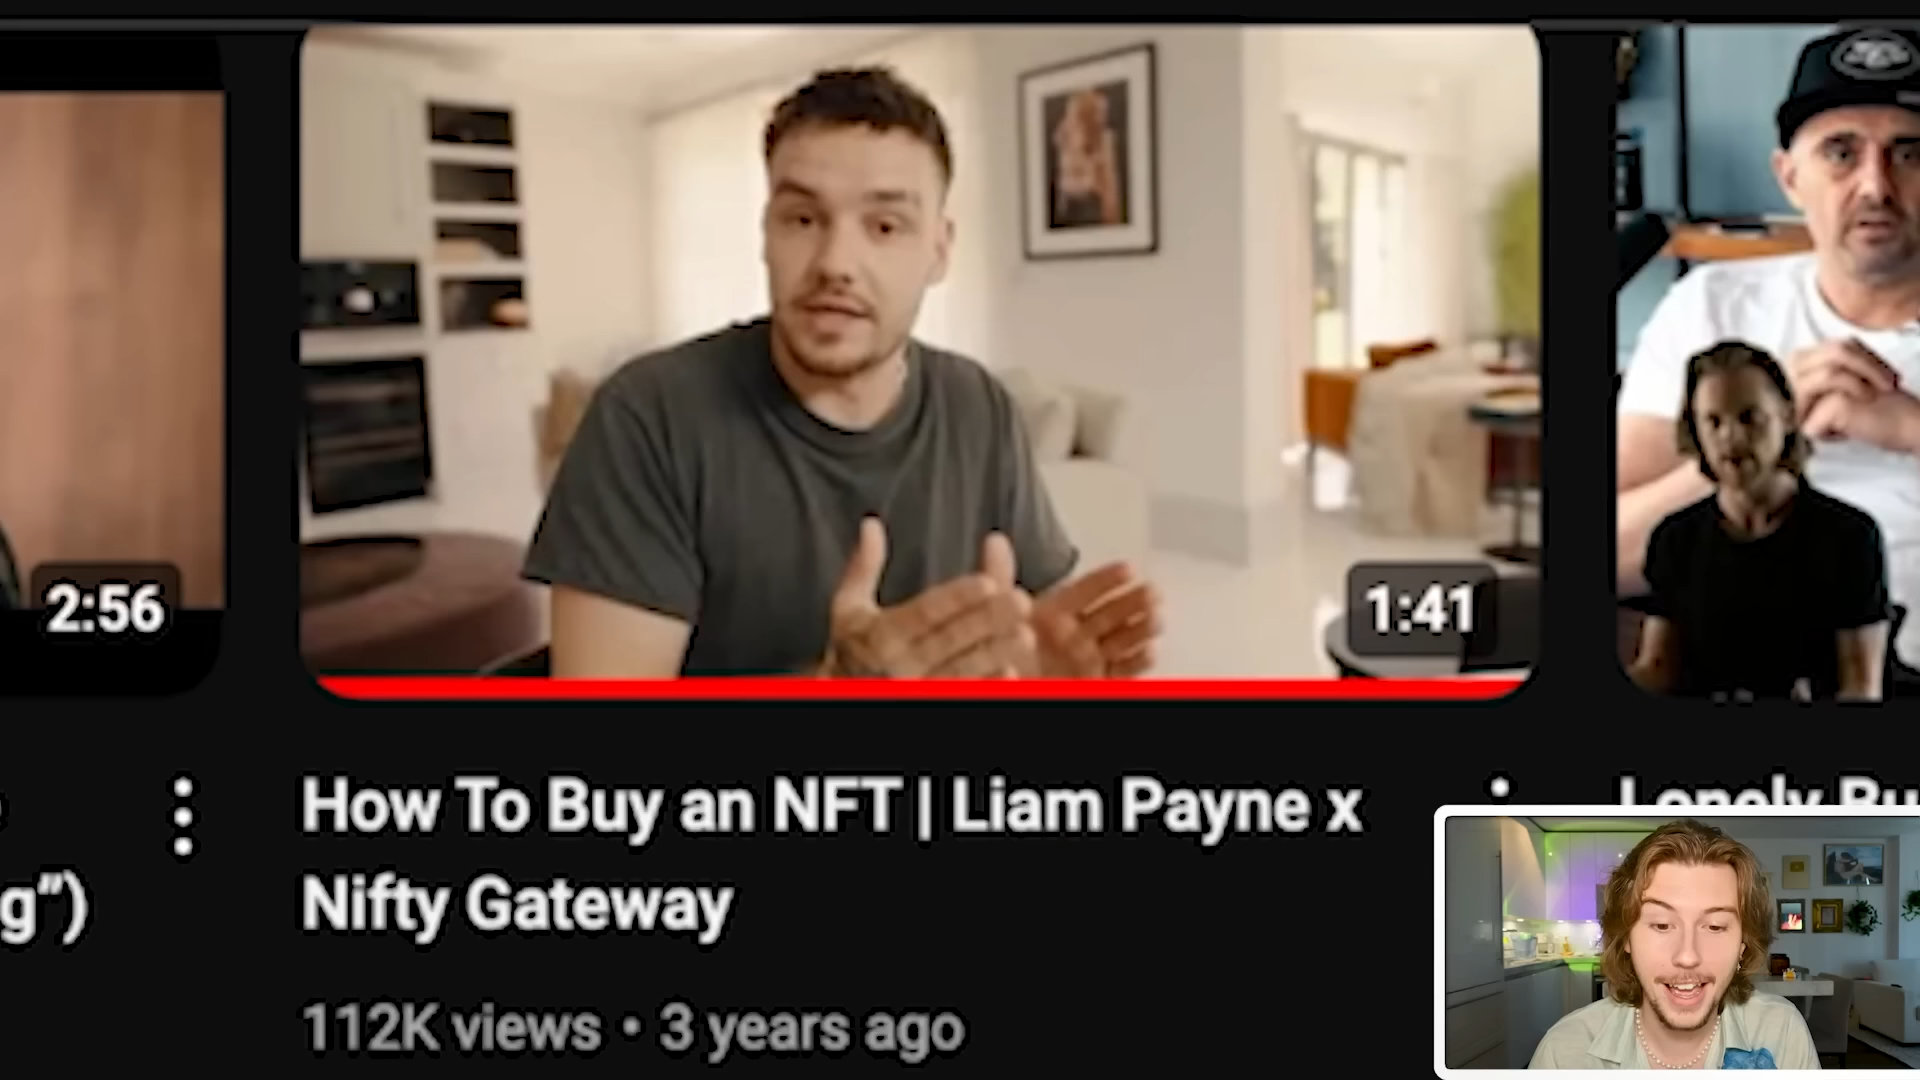 2:56
1:41
How To Buy an NFT | Liam Payne x
Nifty Gateway
g")
112K views • 3 years ago